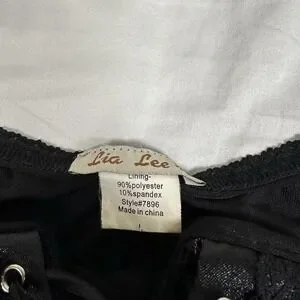 Lia Lee
Lining-
90%polyester
10%spandex
Style#7896
Made in china
L